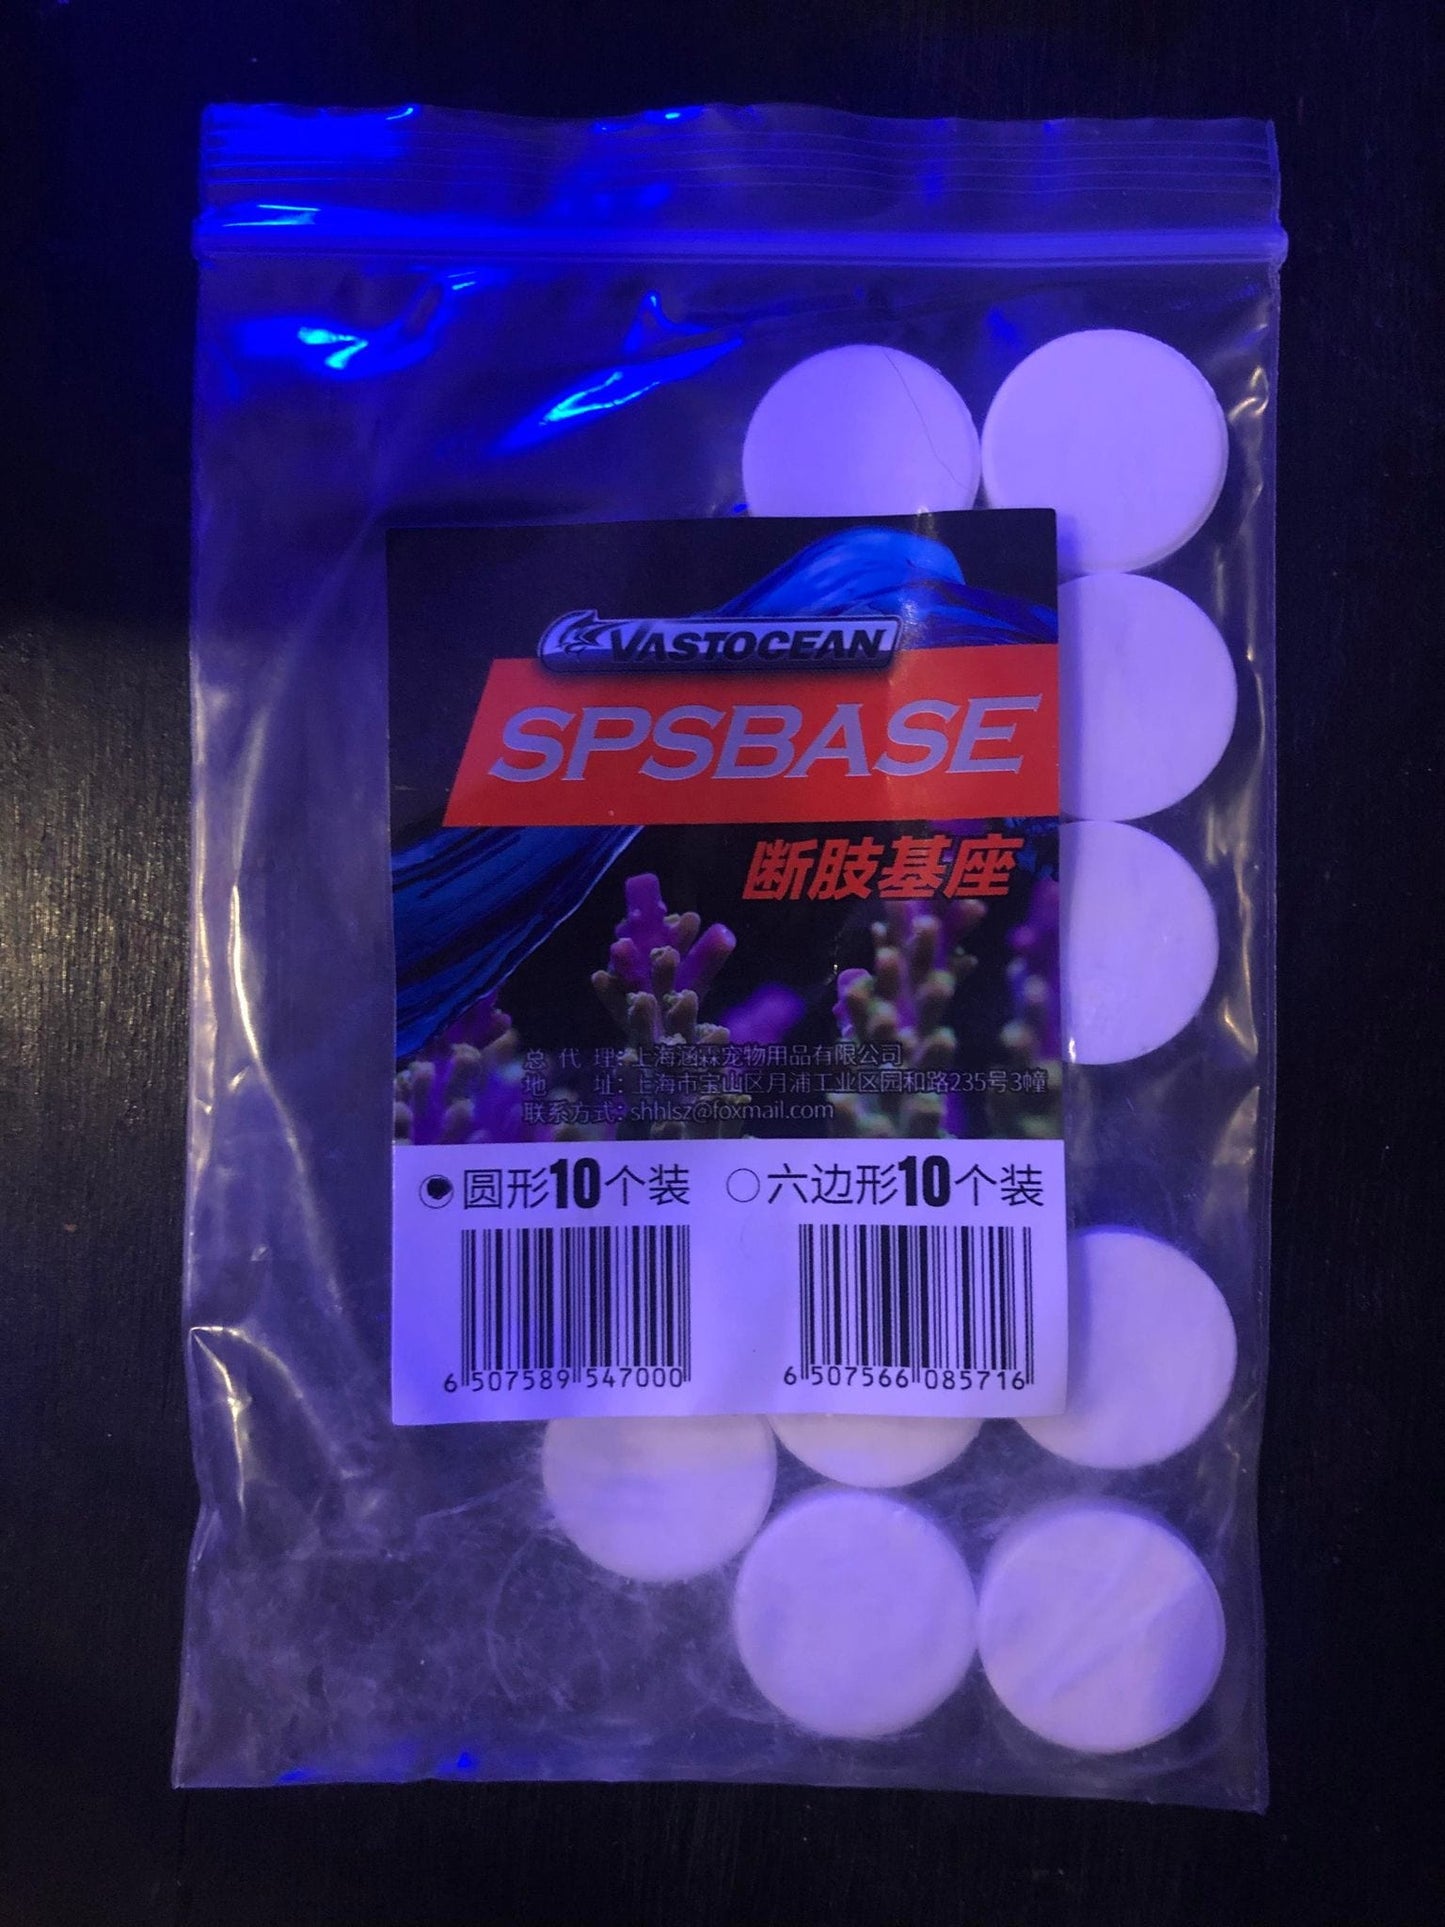 VASTOCEAN
SPSBASE
断肢基座
总 代 理：上海涵霖宠物用品有限公司
地 址：上海市宝山区月浦工业区园和路235号3幢
联系方式：shhlsz@foxmail.com
圆形10个装 六边形10个装
6 507589 547000 6 507566 085716